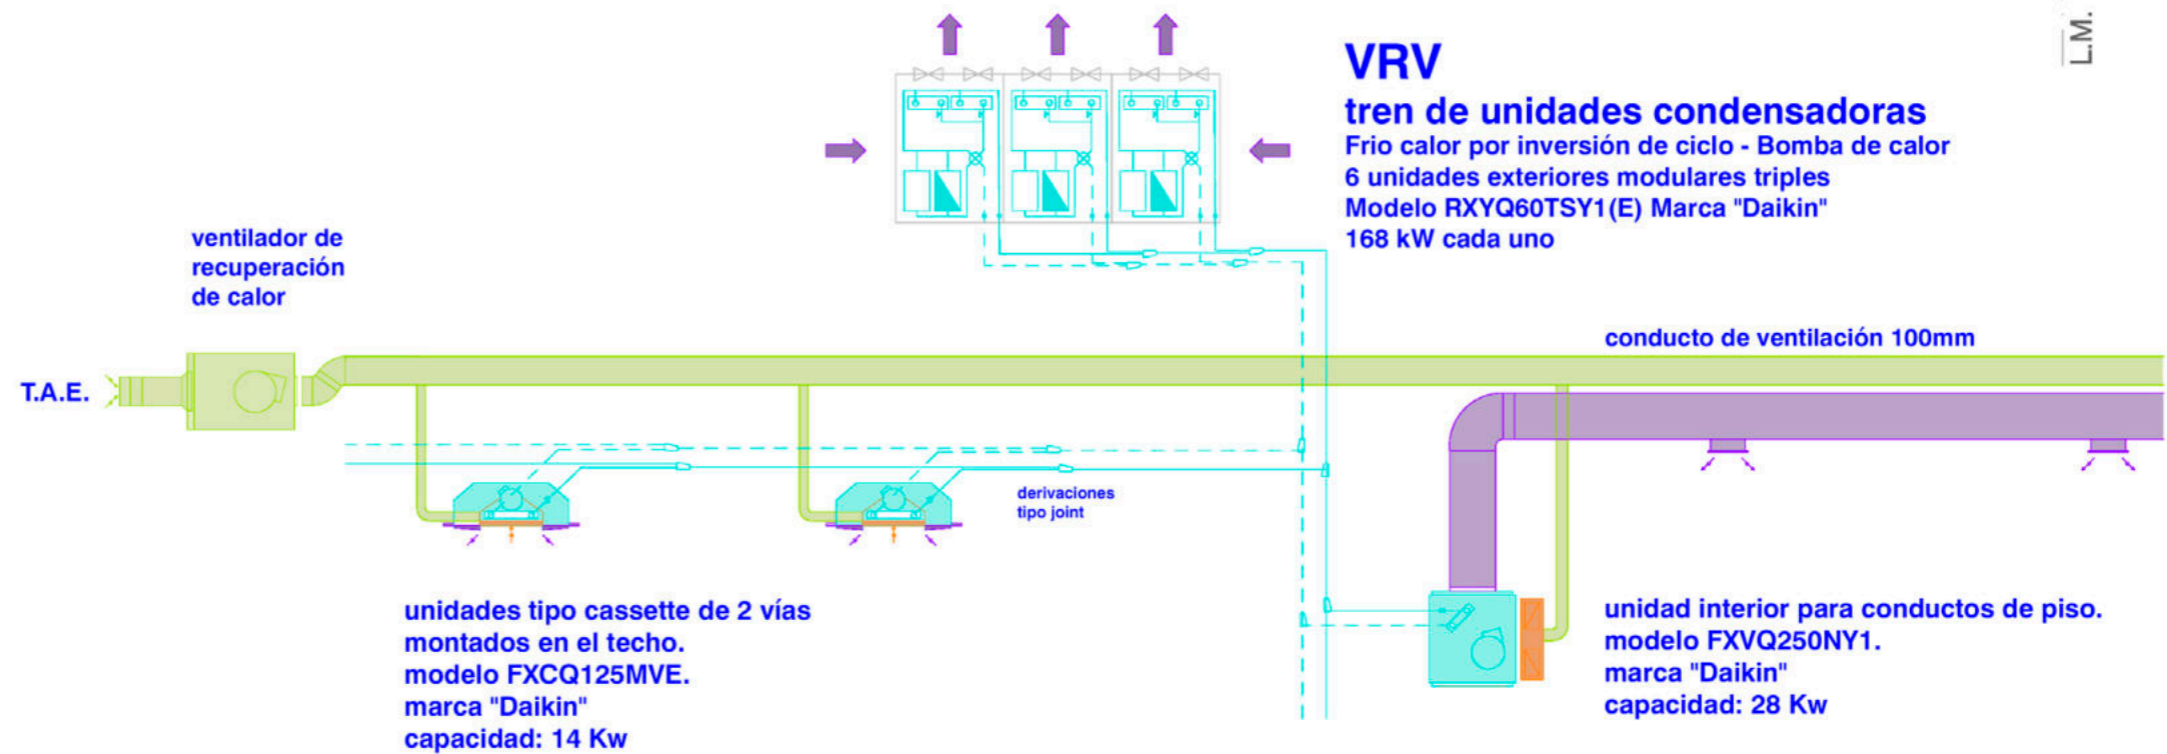 L.M.
VRV
tren de unidades condensadoras
Frio calor por inversión de ciclo - Bomba de calor
6 unidades exteriores modulares triples
Modelo RXYQ60TSY1(E) Marca "Daikin"
168 kW cada uno
ventilador de
recuperación
de calor
conducto de ventilación 100mm
T.A.E.
derivaciones
tipo joint
unidades tipo cassette de 2 vías
montados en el techo.
modelo FXCQ125MVE.
marca "Daikin"
capacidad: 14 Kw
unidad interior para conductos de piso.
modelo FXVQ250NY1.
marca "Daikin"
capacidad: 28 Kw